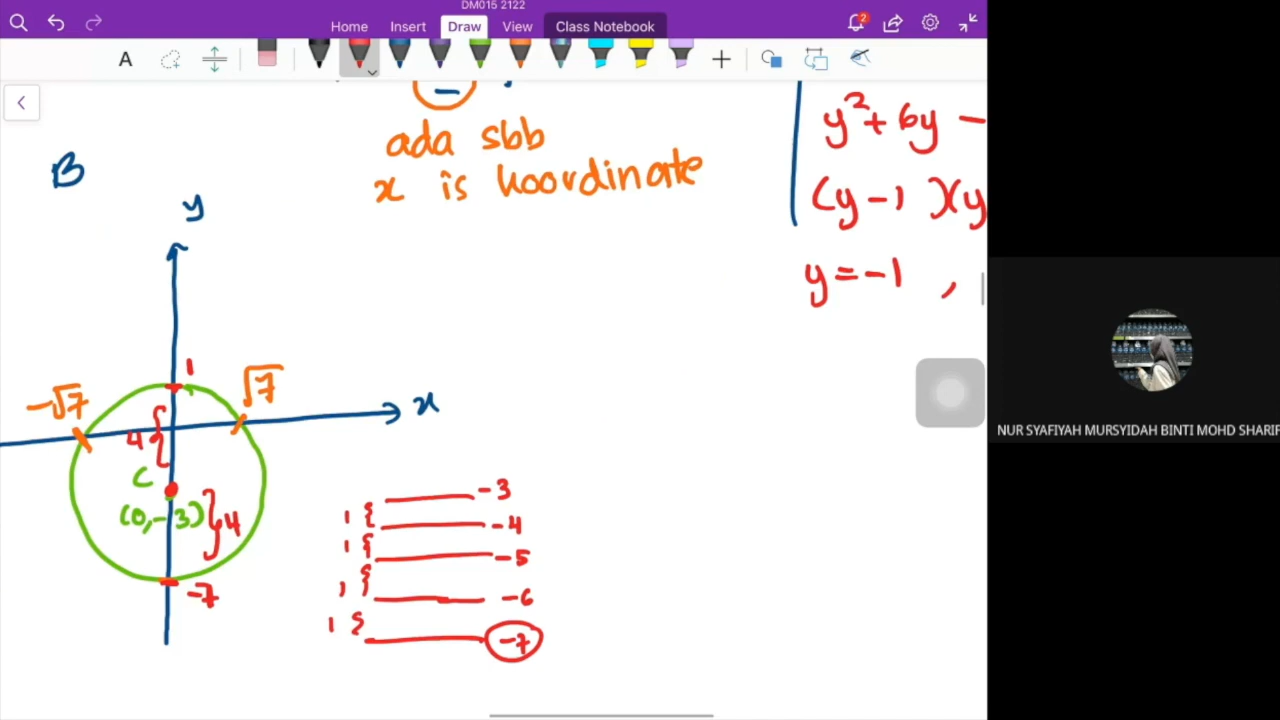 DM015 2122
Home Insert Draw View Class Notebook
2
A
ada sbb
x is koordinate
B
y
x
1
-√7
√7
4
C
(0,-3)
4
-7
-3
1 { -4
1 { -5
1 { -6
1 { -7
y² + 6y -
(y - 1)(y
y = -1 ,
NUR SYAFIYAH MURSYIDAH BINTI MOHD SHARIF